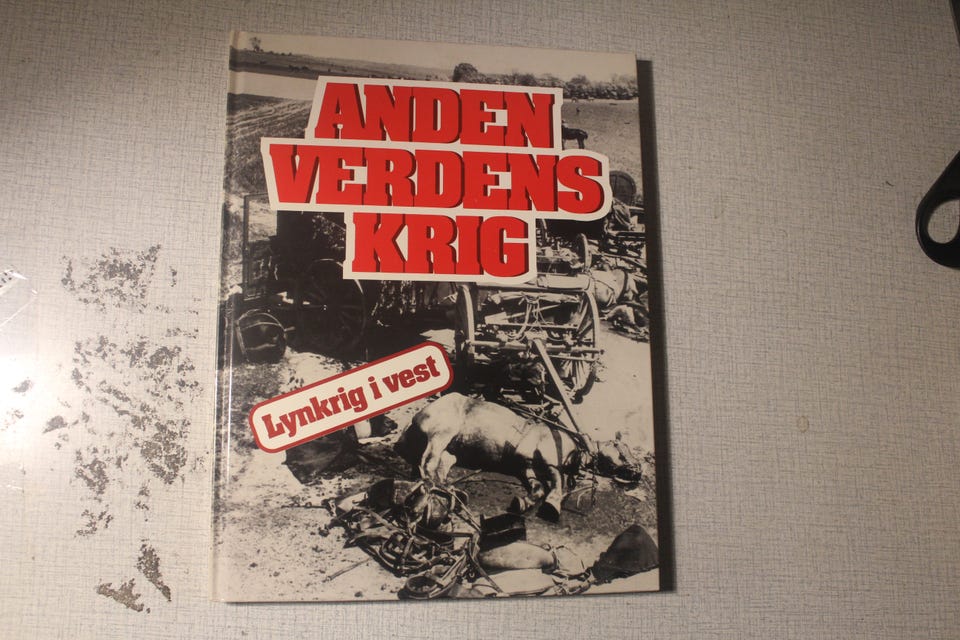 ANDEN
VERDENS
KRIG
Lynkrig i vest